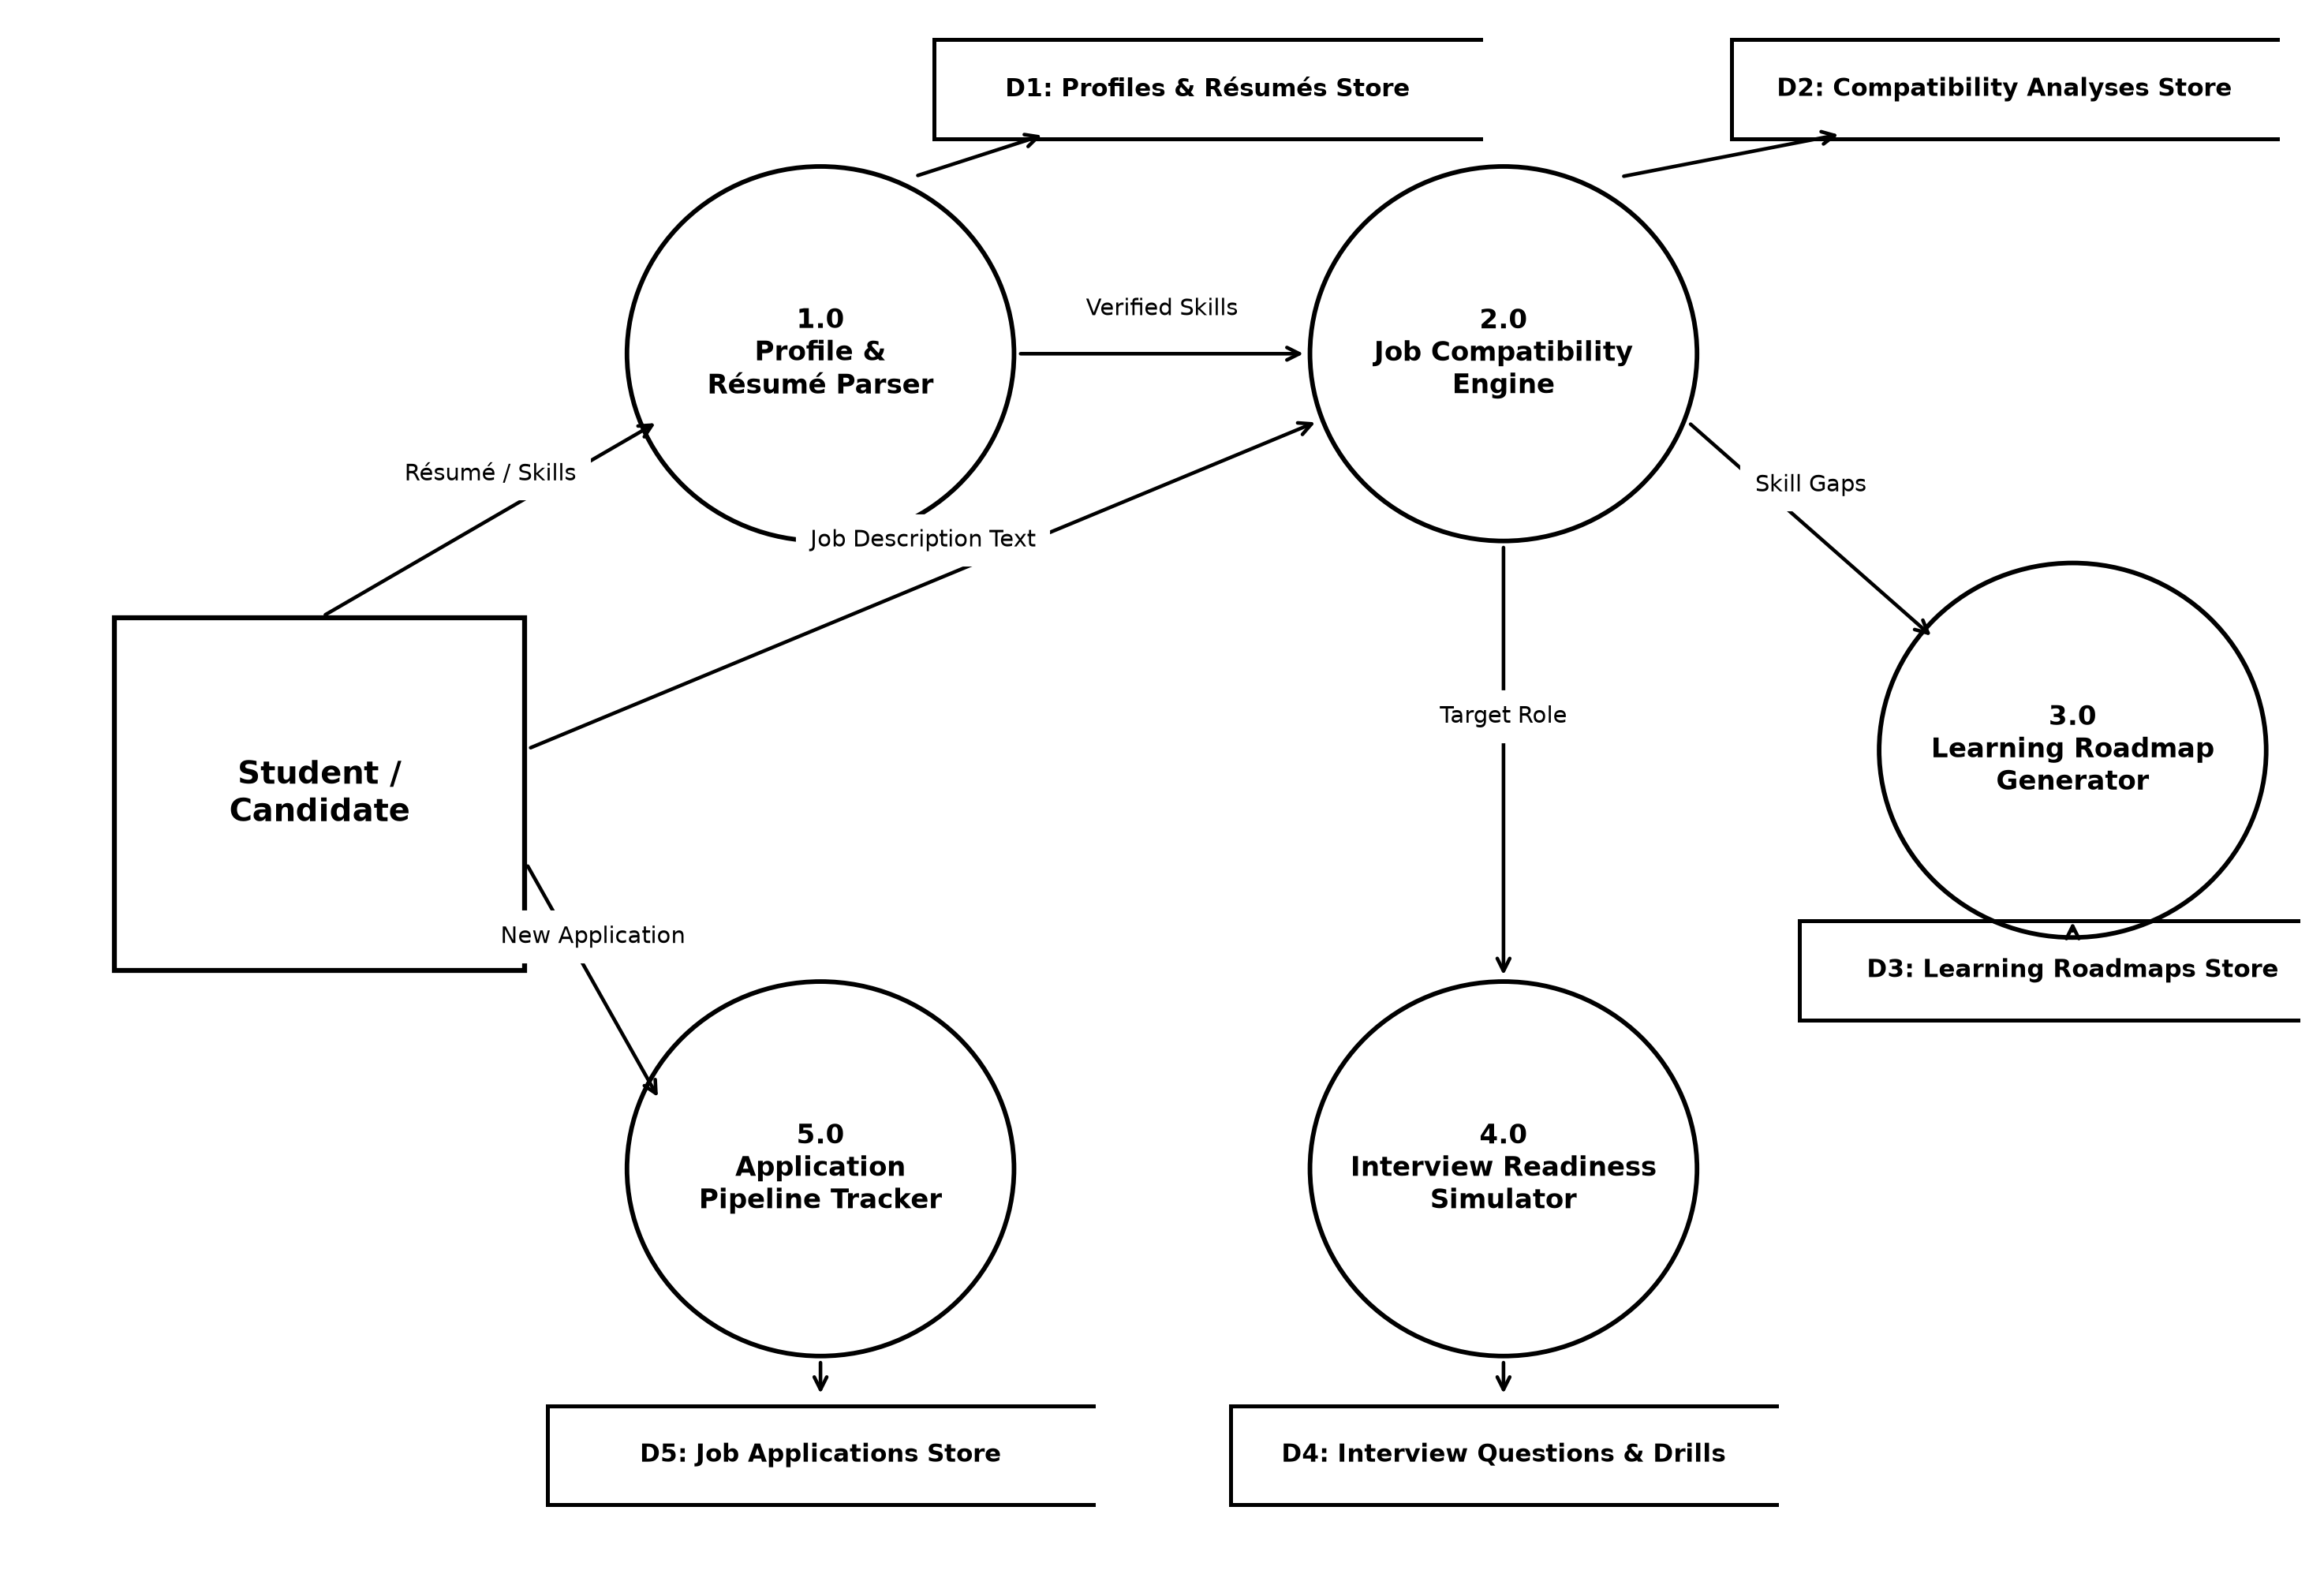 D1: Profiles & Résumés Store
D2: Compatibility Analyses Store
1.0
Profile &
Résumé Parser
Verified Skills
2.0
Job Compatibility
Engine
Résumé / Skills
Skill Gaps
Job Description Text
Target Role
3.0
Learning Roadmap
Generator
Student /
Candidate
New Application
D3: Learning Roadmaps Store
5.0
Application
Pipeline Tracker
4.0
Interview Readiness
Simulator
D5: Job Applications Store
D4: Interview Questions & Drills